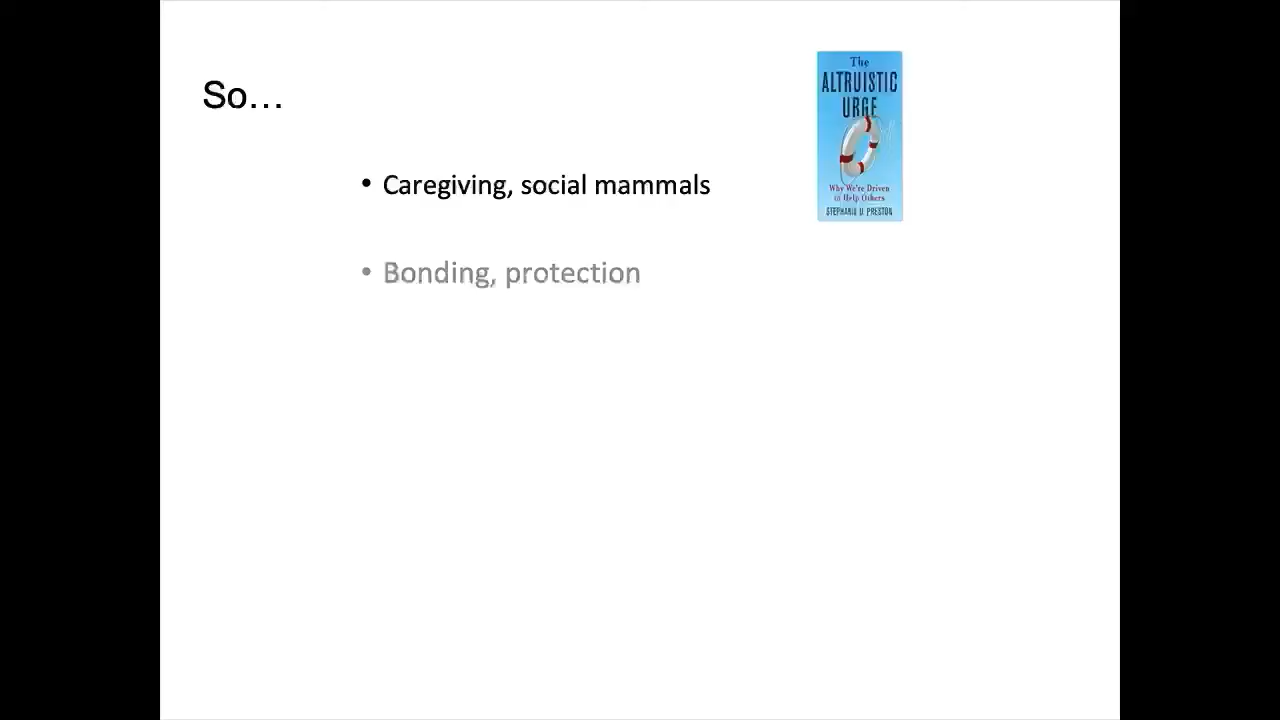 So…
• Caregiving, social mammals
• Bonding, protection
The
ALTRUISTIC
URGE
Why We're Driven
to Help Others
STEPHANIE D. PRESTON